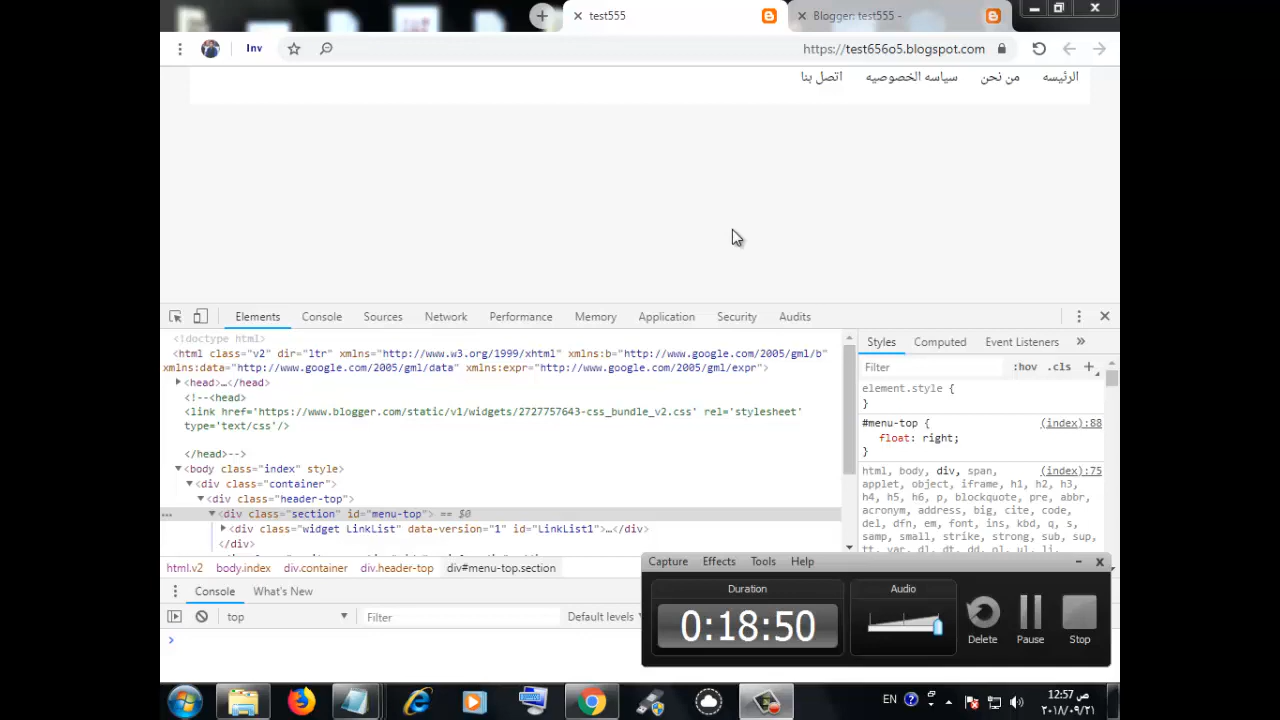 test555
Blogger: test555 -
Inv
https://test656o5.blogspot.com
الرئيسه من نحن سياسه الخصوصيه اتصل بنا
Elements Console Sources Network Performance Memory Application Security Audits
<!doctype html>
<html class="v2" dir="ltr" xmlns="http://www.w3.org/1999/xhtml" xmlns:b="http://www.google.com/2005/gml/b"
xmlns:data="http://www.google.com/2005/gml/data" xmlns:expr="http://www.google.com/2005/gml/expr">
<head>…</head>
<!--<head>
<link href='https://www.blogger.com/static/v1/widgets/2727757643-css_bundle_v2.css' rel='stylesheet'
type='text/css'/>
</head>-->
<body class="index" style>
<div class="container">
<div class="header-top">
… <div class="section" id="menu-top"> == $0
<div class="widget LinkList" data-version="1" id="LinkList1">…</div>
</div>
html.v2 body.index div.container div.header-top div#menu-top.section
Styles Computed Event Listeners »
Filter :hov .cls +
element.style {
}
#menu-top { (index):88
float: right;
}
html, body, div, span, (index):75
applet, object, iframe, h1, h2, h3,
h4, h5, h6, p, blockquote, pre, abbr,
acronym, address, big, cite, code,
del, dfn, em, font, ins, kbd, q, s,
samp, small, strike, strong, sub, sup,
tt, var, dl, dt, dd, ol, ul, li,
Console What's New
top Filter Default levels
Capture Effects Tools Help
Duration
0:18:50
Audio
Delete Pause Stop
EN
12:57 ص
٢٠١٨/٠٩/٢١